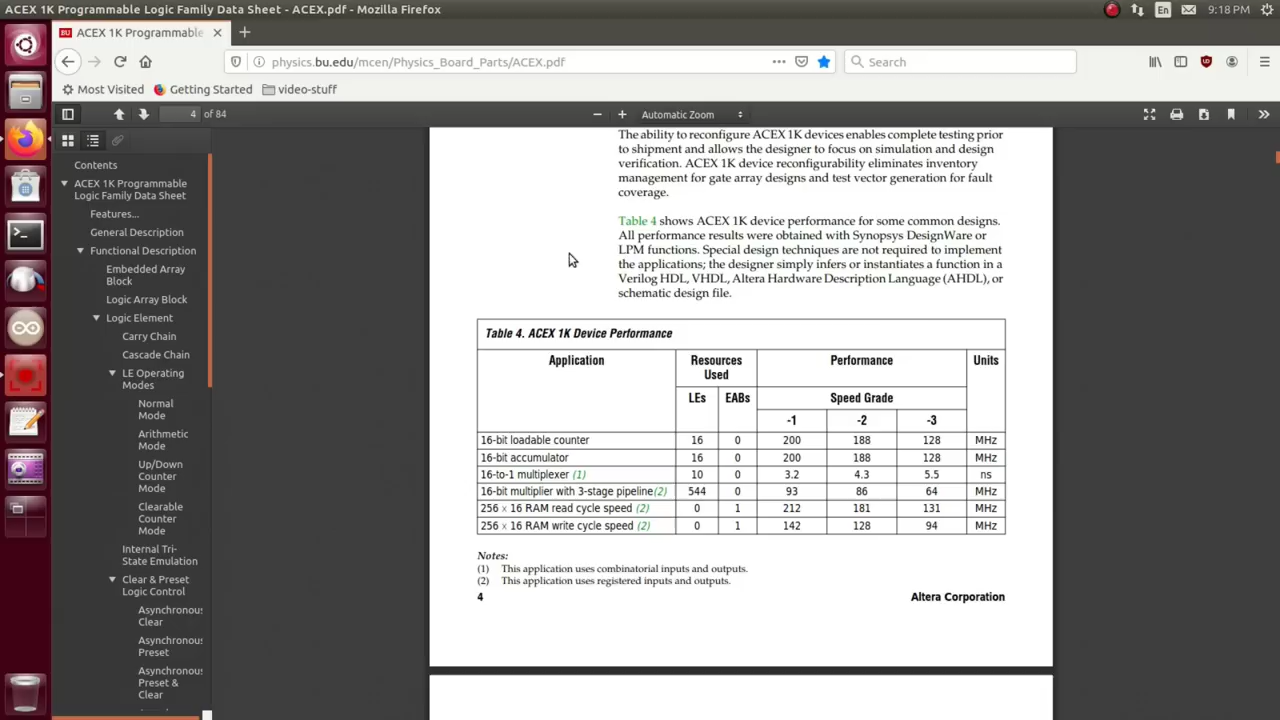 ACEX 1K Programmable Logic Family Data Sheet - ACEX.pdf - Mozilla Firefox
En
9:18 PM
BU
ACEX 1K Programmable
physics.bu.edu/mcen/Physics_Board_Parts/ACEX.pdf
Search
Most Visited
Getting Started
video-stuff
4
of 84
Automatic Zoom
Contents
ACEX 1K Programmable
Logic Family Data Sheet
Features...
General Description
Functional Description
Embedded Array
Block
Logic Array Block
Logic Element
Carry Chain
Cascade Chain
LE Operating
Modes
Normal
Mode
Arithmetic
Mode
Up/Down
Counter
Mode
Clearable
Counter
Mode
Internal Tri-
State Emulation
Clear & Preset
Logic Control
Asynchronous
Clear
Asynchronous
Preset
Asynchronous
Preset &
Clear
The ability to reconfigure ACEX 1K devices enables complete testing prior
to shipment and allows the designer to focus on simulation and design
verification. ACEX 1K device reconfigurability eliminates inventory
management for gate array designs and test vector generation for fault
coverage.
Table 4 shows ACEX 1K device performance for some common designs.
All performance results were obtained with Synopsys DesignWare or
LPM functions. Special design techniques are not required to implement
the applications; the designer simply infers or instantiates a function in a
Verilog HDL, VHDL, Altera Hardware Description Language (AHDL), or
schematic design file.
Table 4. ACEX 1K Device Performance
Application Resources Used Performance Units
LEs EABs Speed Grade
-1 -2 -3
16-bit loadable counter 16 0 200 188 128 MHz
16-bit accumulator 16 0 200 188 128 MHz
16-to-1 multiplexer (1) 10 0 3.2 4.3 5.5 ns
16-bit multiplier with 3-stage pipeline(2) 544 0 93 86 64 MHz
256 x 16 RAM read cycle speed (2) 0 1 212 181 131 MHz
256 x 16 RAM write cycle speed (2) 0 1 142 128 94 MHz
Notes:
(1) This application uses combinatorial inputs and outputs.
(2) This application uses registered inputs and outputs.
4 Altera Corporation